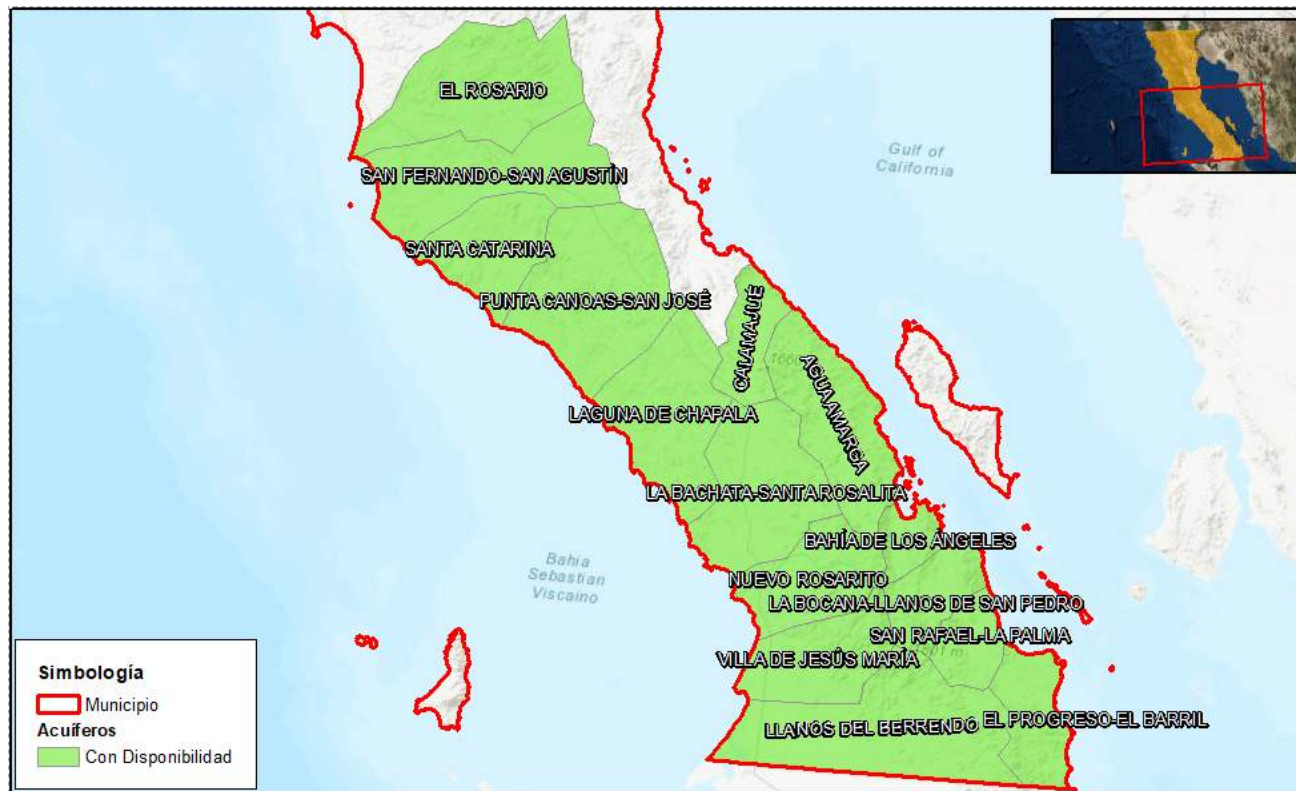 EL ROSARIO
Gulf of
California
SAN FERNANDO-SAN AGUSTÍN
SANTA CATARINA
PUNTA CANOAS-SAN JOSÉ
CALAMAJUÉ
AGUA AMARGA
LAGUNA DE CHAPALA
LA BACHATA-SANTA ROSALITA
BAHÍA DE LOS ÁNGELES
Bahia
Sebastian
Viscaino
NUEVO ROSARITO
LA BOCANA-LLANOS DE SAN PEDRO
SAN RAFAEL-LA PALMA
VILLA DE JESÚS MARÍA
LLANOS DEL BERRENDO
EL PROGRESO-EL BARRIL
Simbología
Municipio
Acuíferos
Con Disponibilidad